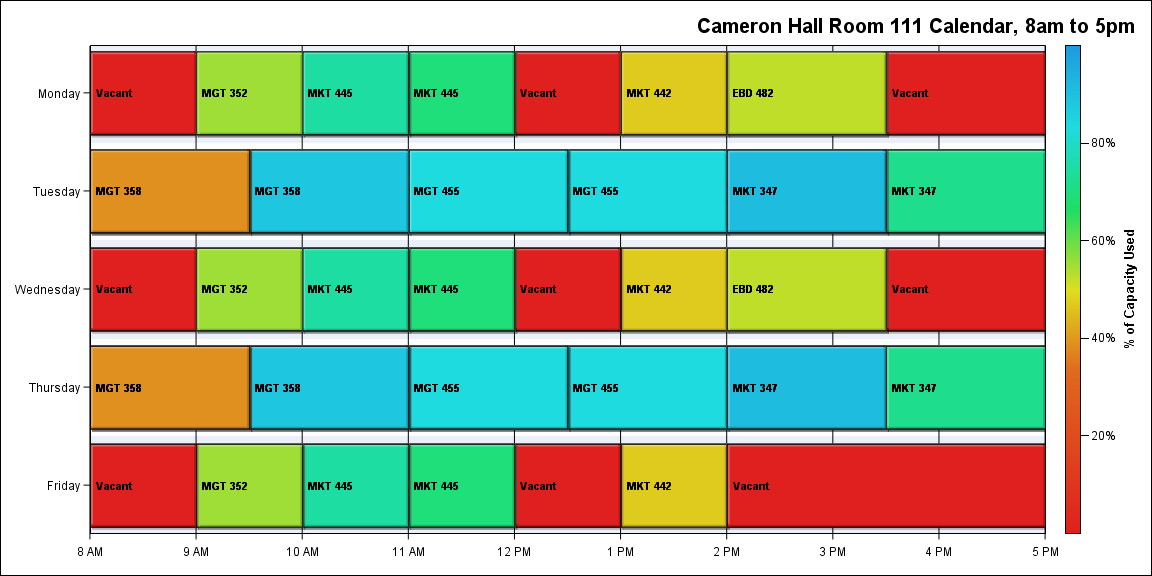 Cameron Hall Room 111 Calendar, 8am to 5pm
Monday
Vacant
MGT 352
MKT 445
MKT 445
Vacant
MKT 442
EBD 482
Vacant
Tuesday
MGT 358
MGT 358
MGT 455
MGT 455
MKT 347
MKT 347
Wednesday
Vacant
MGT 352
MKT 445
MKT 445
Vacant
MKT 442
EBD 482
Vacant
Thursday
MGT 358
MGT 358
MGT 455
MGT 455
MKT 347
MKT 347
Friday
Vacant
MGT 352
MKT 445
MKT 445
Vacant
MKT 442
Vacant
8 AM
9 AM
10 AM
11 AM
12 PM
1 PM
2 PM
3 PM
4 PM
5 PM
80%
60%
40%
20%
% of Capacity Used